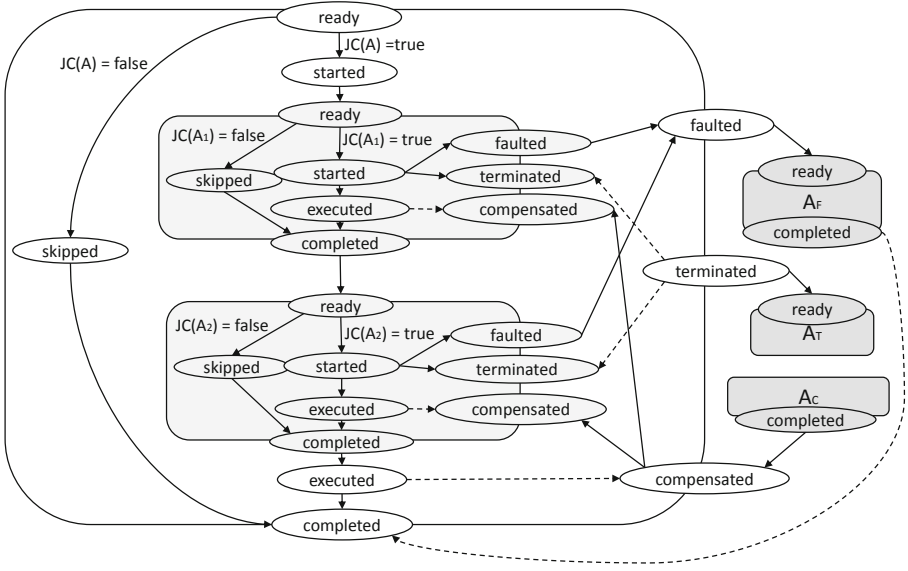 ready
JC(A) =true
JC(A) = false
started
ready
JC(A1) = false
JC(A1) = true
faulted
faulted
ready
skipped
started
terminated
AF
executed
compensated
completed
completed
skipped
terminated
ready
ready
JC(A2) = false
JC(A2) = true
faulted
AT
skipped
started
terminated
AC
executed
compensated
completed
completed
executed
compensated
completed